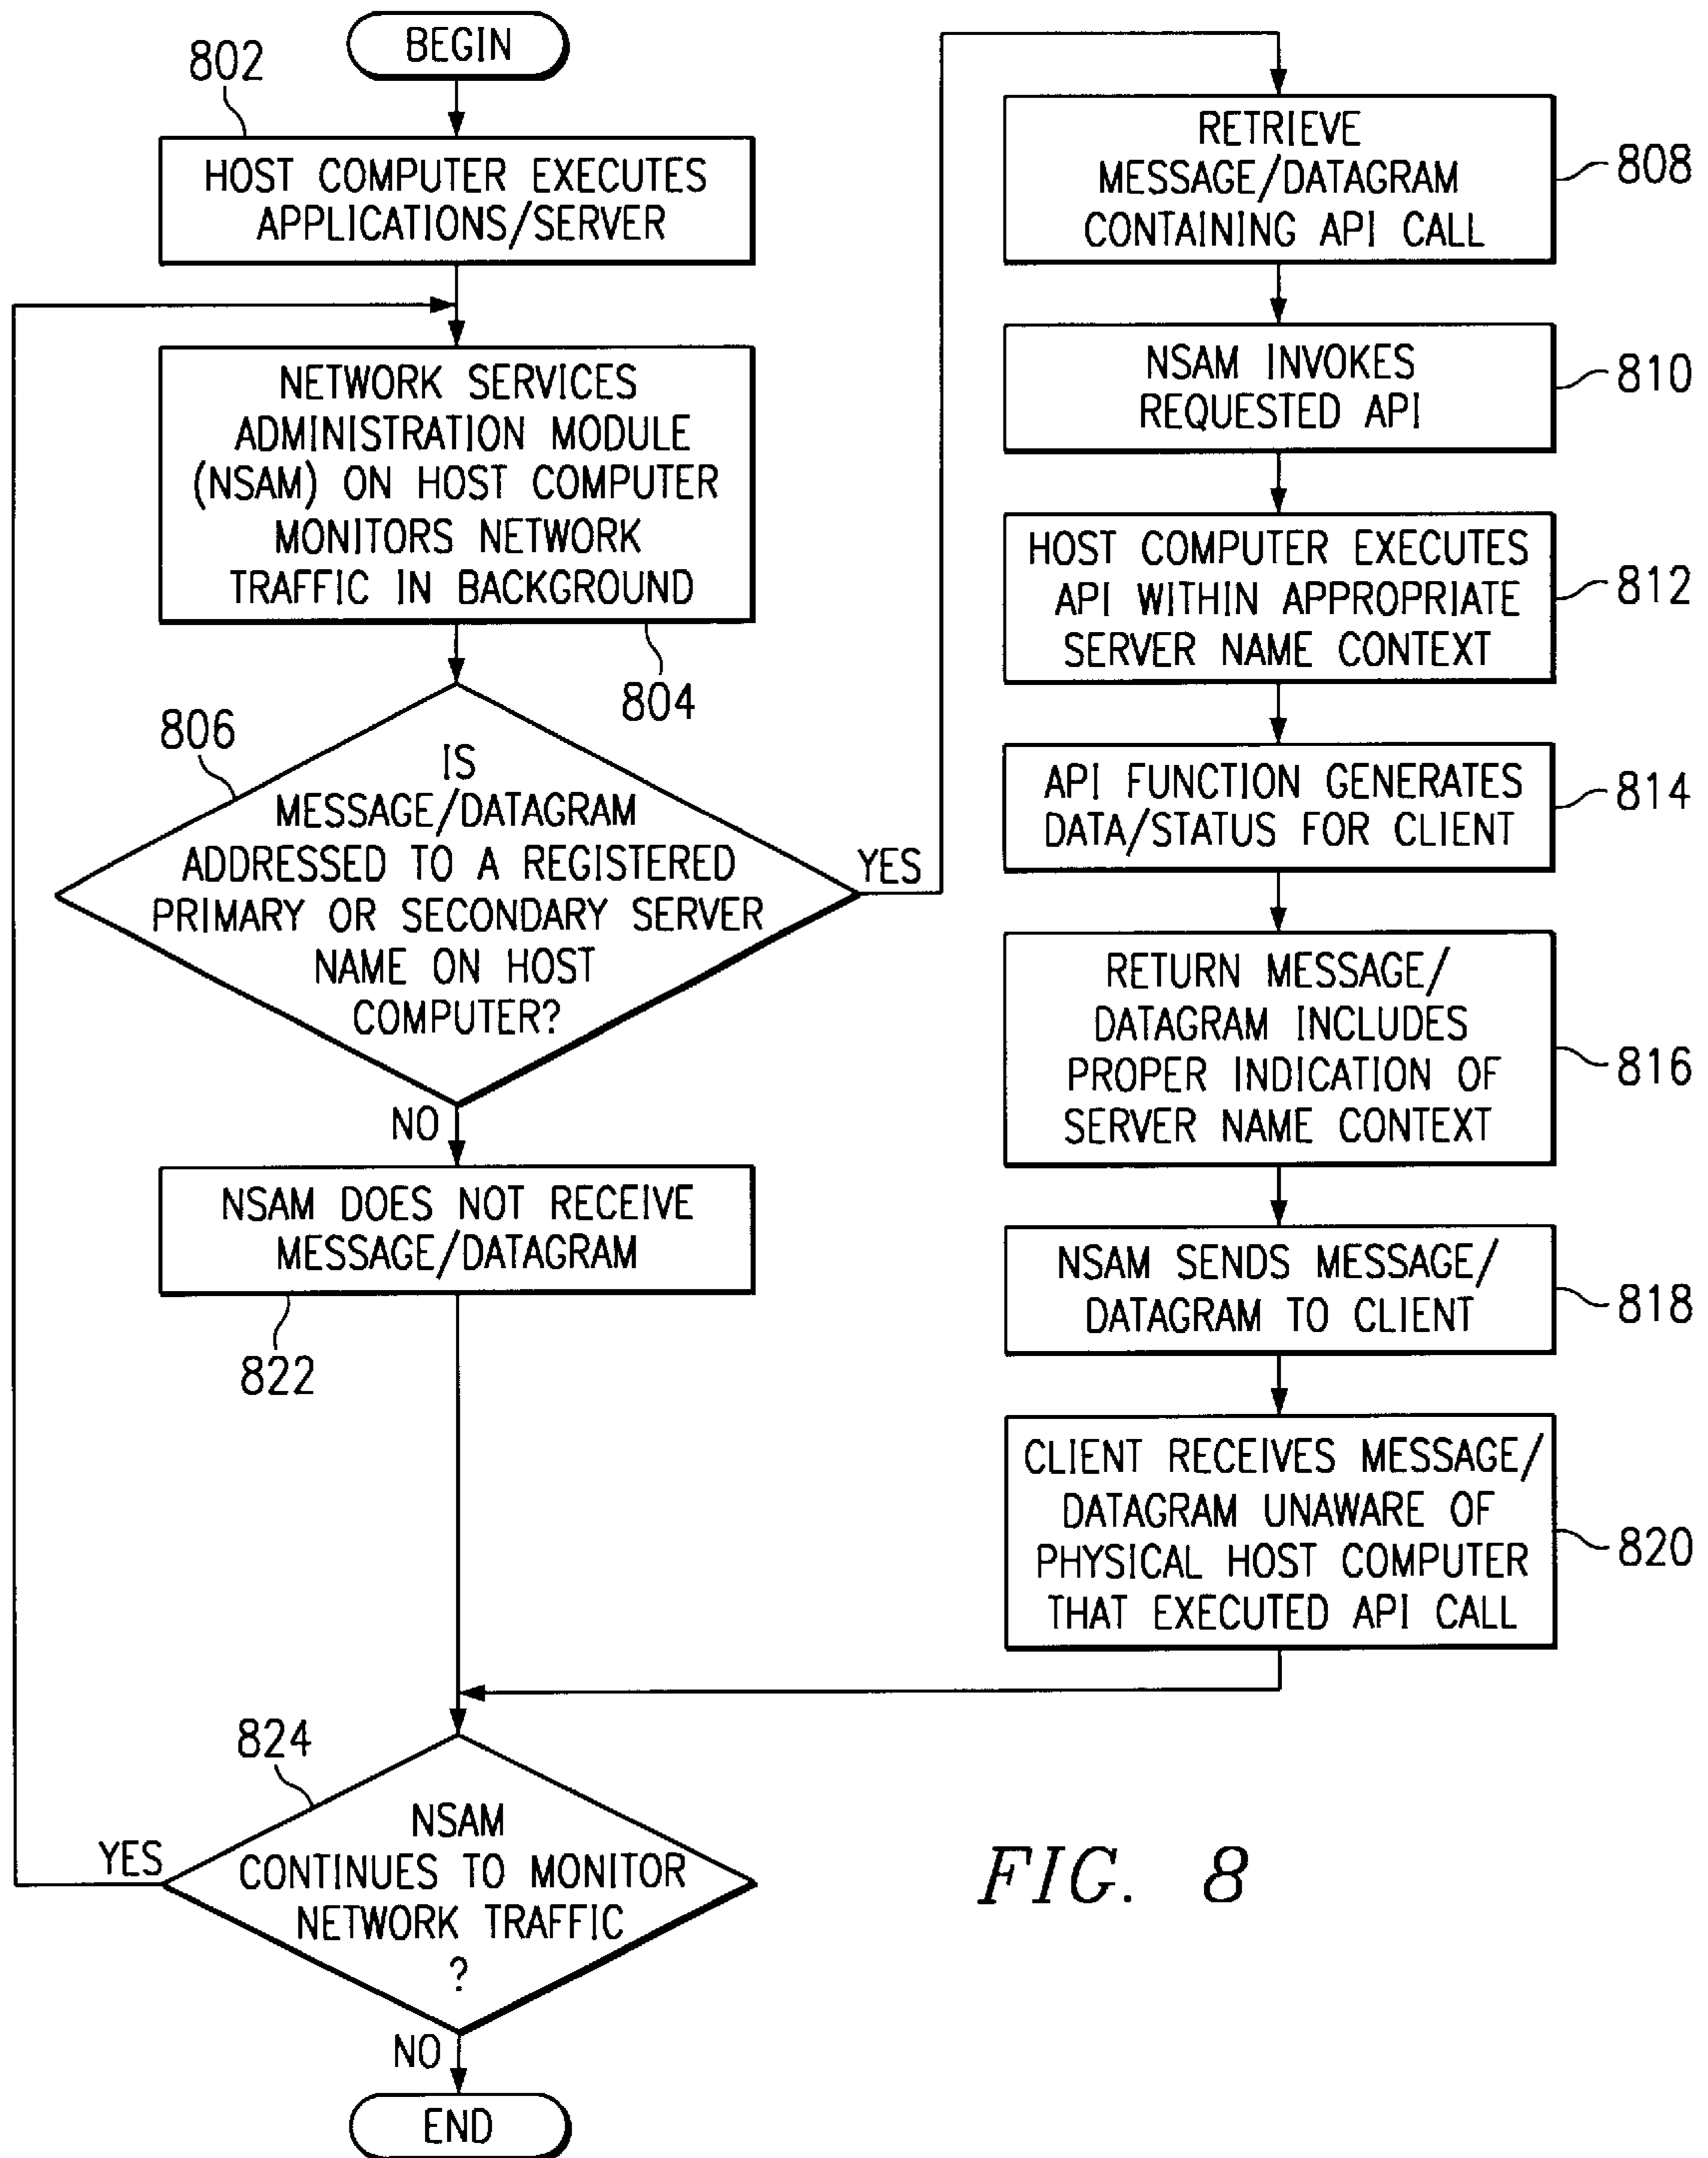 BEGIN
802
HOST COMPUTER EXECUTES
APPLICATIONS/SERVER
NETWORK SERVICES
ADMINISTRATION MODULE
(NSAM) ON HOST COMPUTER
MONITORS NETWORK
TRAFFIC IN BACKGROUND
804
806
IS
MESSAGE/DATAGRAM
ADDRESSED TO A REGISTERED
PRIMARY OR SECONDARY SERVER
NAME ON HOST
COMPUTER?
YES
NO
NSAM DOES NOT RECEIVE
MESSAGE/DATAGRAM
822
RETRIEVE
MESSAGE/DATAGRAM
CONTAINING API CALL
808
NSAM INVOKES
REQUESTED API
810
HOST COMPUTER EXECUTES
API WITHIN APPROPRIATE
SERVER NAME CONTEXT
812
API FUNCTION GENERATES
DATA/STATUS FOR CLIENT
814
RETURN MESSAGE/
DATAGRAM INCLUDES
PROPER INDICATION OF
SERVER NAME CONTEXT
816
NSAM SENDS MESSAGE/
DATAGRAM TO CLIENT
818
CLIENT RECEIVES MESSAGE/
DATAGRAM UNAWARE OF
PHYSICAL HOST COMPUTER
THAT EXECUTED API CALL
820
824
NSAM
CONTINUES TO MONITOR
NETWORK TRAFFIC
?
YES
NO
END
FIG. 8